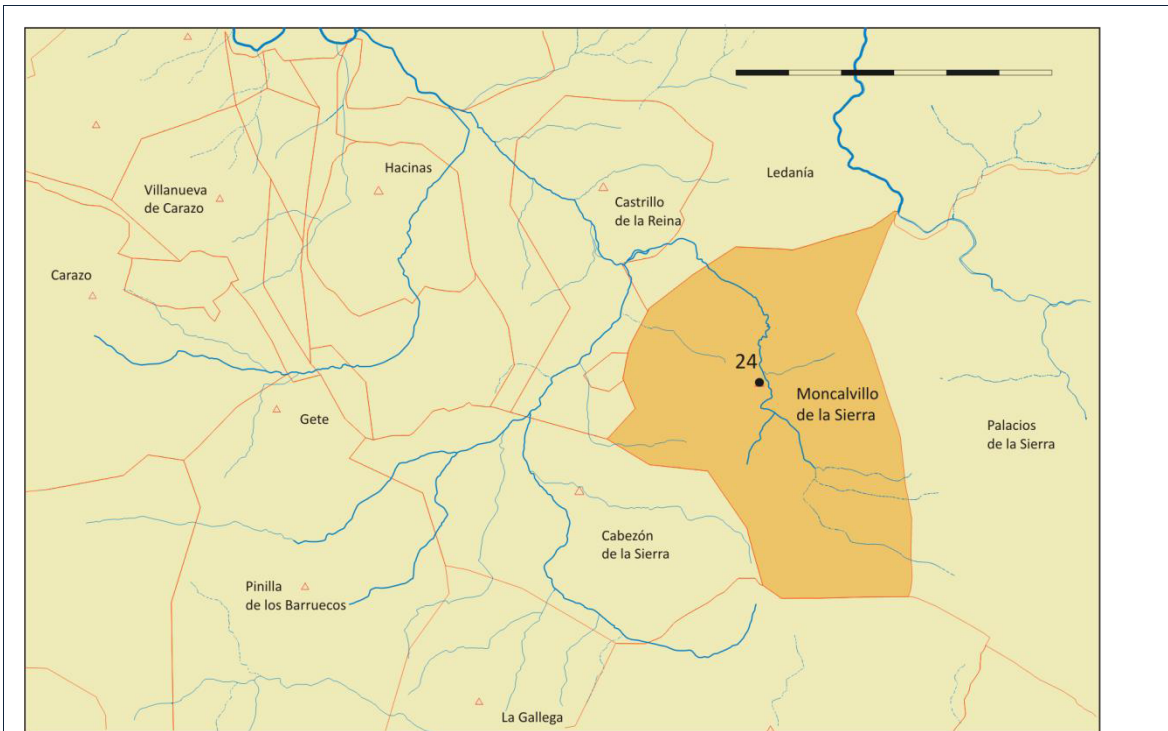 Ledanía
Hacinas
Villanueva
de Carazo
Castrillo
de la Reina
Carazo
24
Moncalvillo
de la Sierra
Gete
Palacios
de la Sierra
Cabezón
de la Sierra
Pinilla
de los Barruecos
La Gallega